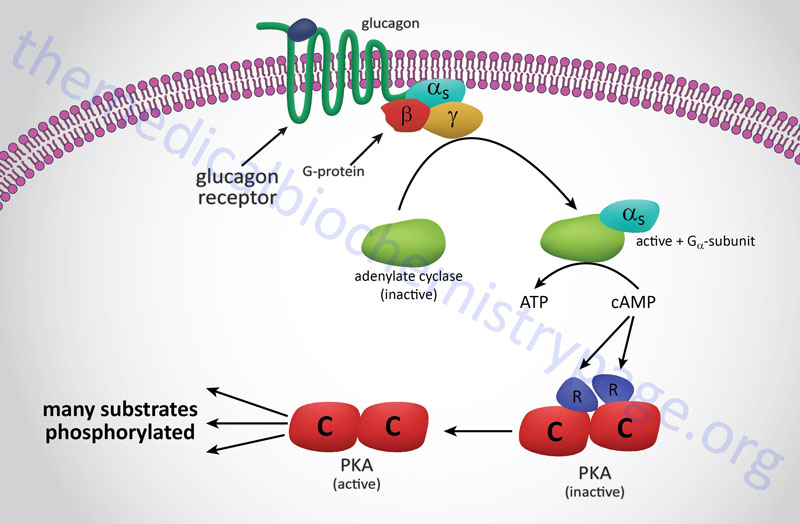 glucagon
αs
β
γ
glucagon
receptor
G-protein
αs
active + Gα-subunit
adenylate cyclase
(inactive)
ATP
cAMP
R
R
C
C
PKA
(inactive)
C
C
PKA
(active)
many substrates
phosphorylated
themedicalbiochemistrypage.org